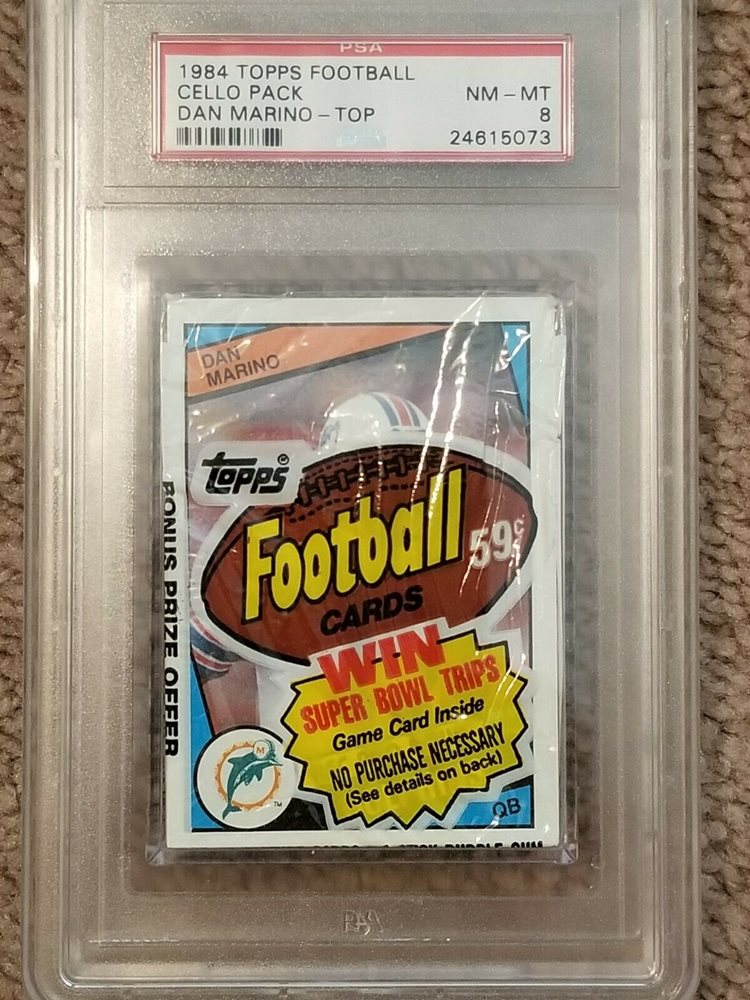 PSA
1984 TOPPS FOOTBALL
CELLO PACK NM-MT
DAN MARINO-TOP 8
24615073
DAN
MARINO
TOPPS
Football
59¢
CARDS
BONUS PRIZE OFFER
WIN
SUPER BOWL TRIPS
Game Card Inside
NO PURCHASE NECESSARY
(See details on back)
M
TM
QB
PSA